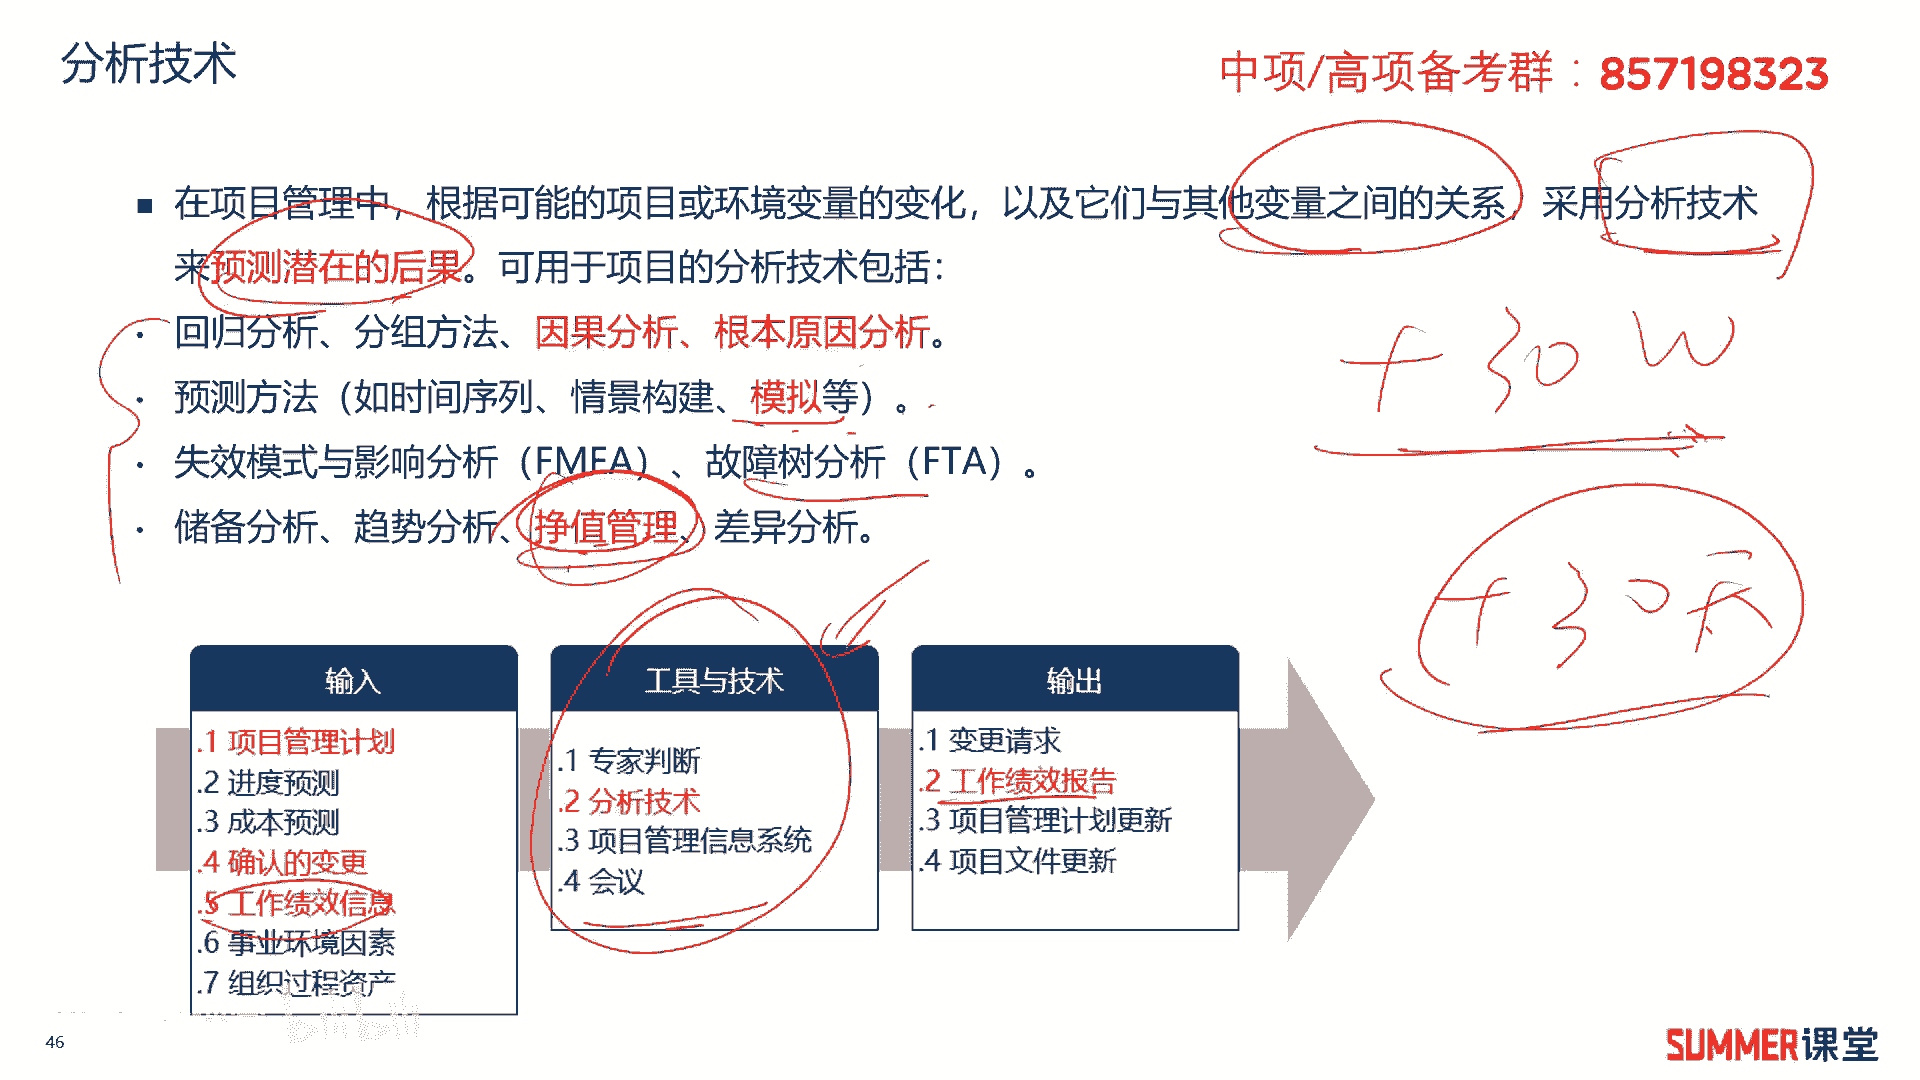 分析技术
中项/高项备考群：857198323
■ 在项目管理中，根据可能的项目或环境变量的变化，以及它们与其他变量之间的关系，采用分析技术
来预测潜在的后果。可用于项目的分析技术包括：
· 回归分析、分组方法、因果分析、根本原因分析。
· 预测方法（如时间序列、情景构建、模拟等）。
· 失效模式与影响分析（FMEA）、故障树分析（FTA）。
· 储备分析、趋势分析、挣值管理、差异分析。
+30W
+30天
输入
.1 项目管理计划
.2 进度预测
.3 成本预测
.4 确认的变更
.5 工作绩效信息
.6 事业环境因素
.7 组织过程资产
工具与技术
.1 专家判断
.2 分析技术
.3 项目管理信息系统
.4 会议
输出
.1 变更请求
.2 工作绩效报告
.3 项目管理计划更新
.4 项目文件更新
46
SUMMER课堂